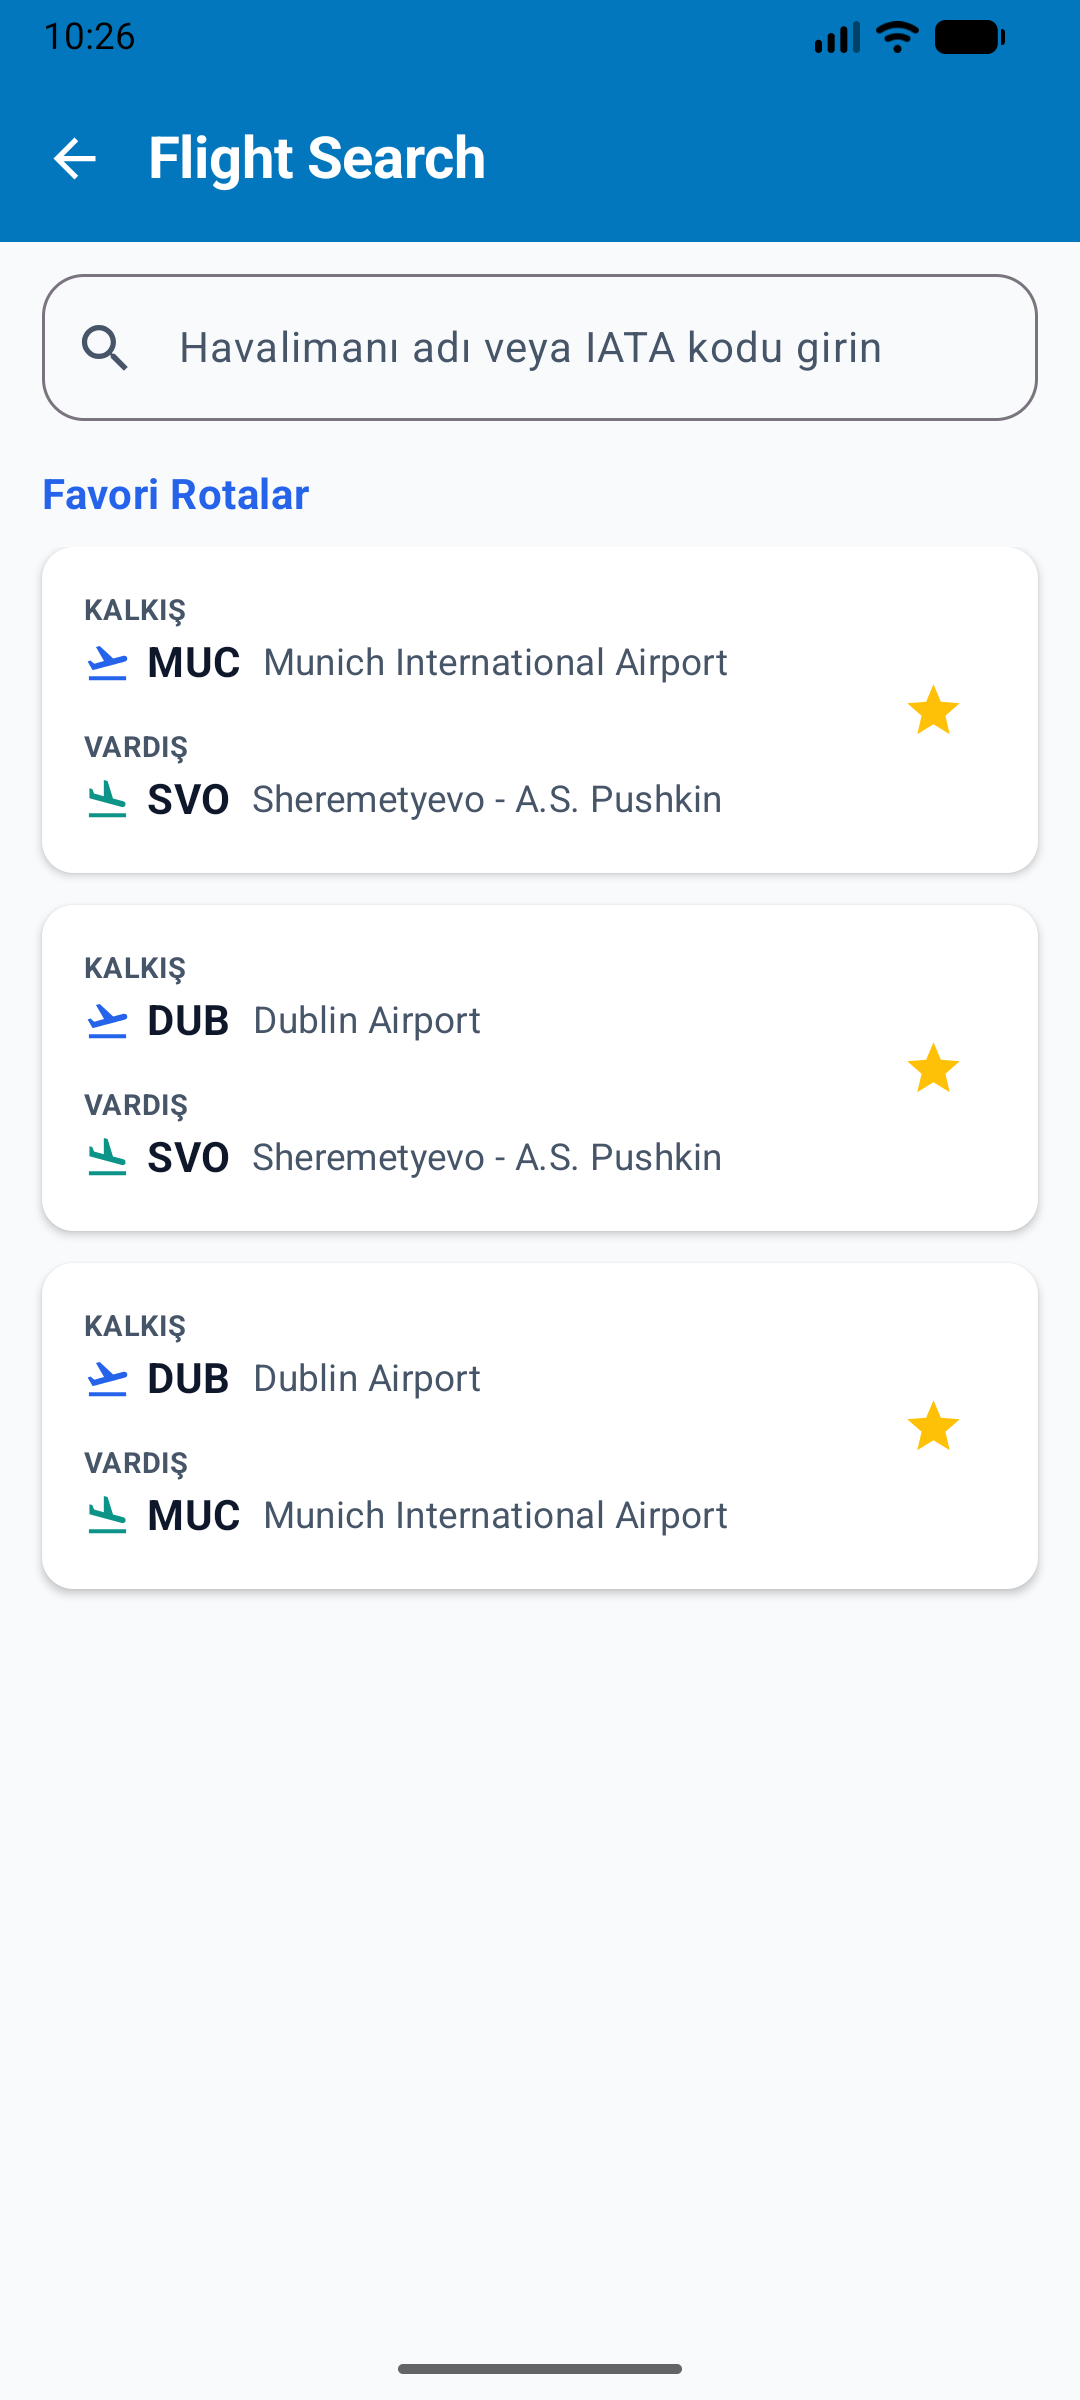 10:26
Flight Search
Havalimanı adı veya IATA kodu girin
Favori Rotalar
KALKIŞ
MUC Munich International Airport
VARDIŞ
SVO Sheremetyevo - A.S. Pushkin
KALKIŞ
DUB Dublin Airport
VARDIŞ
SVO Sheremetyevo - A.S. Pushkin
KALKIŞ
DUB Dublin Airport
VARDIŞ
MUC Munich International Airport